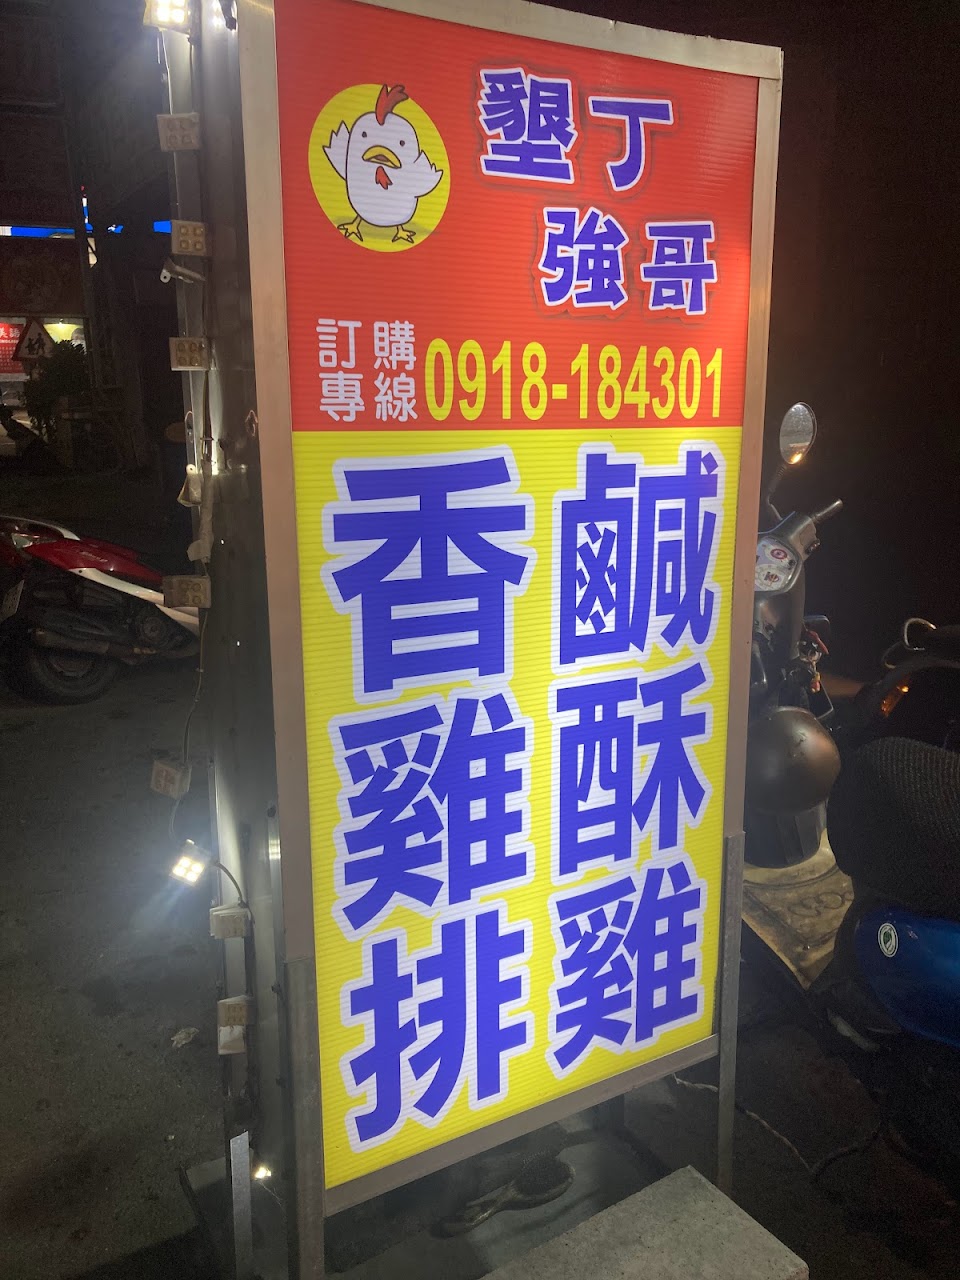 墾丁
強哥
訂購
專線
0918-184301
鹹酥雞
香雞排